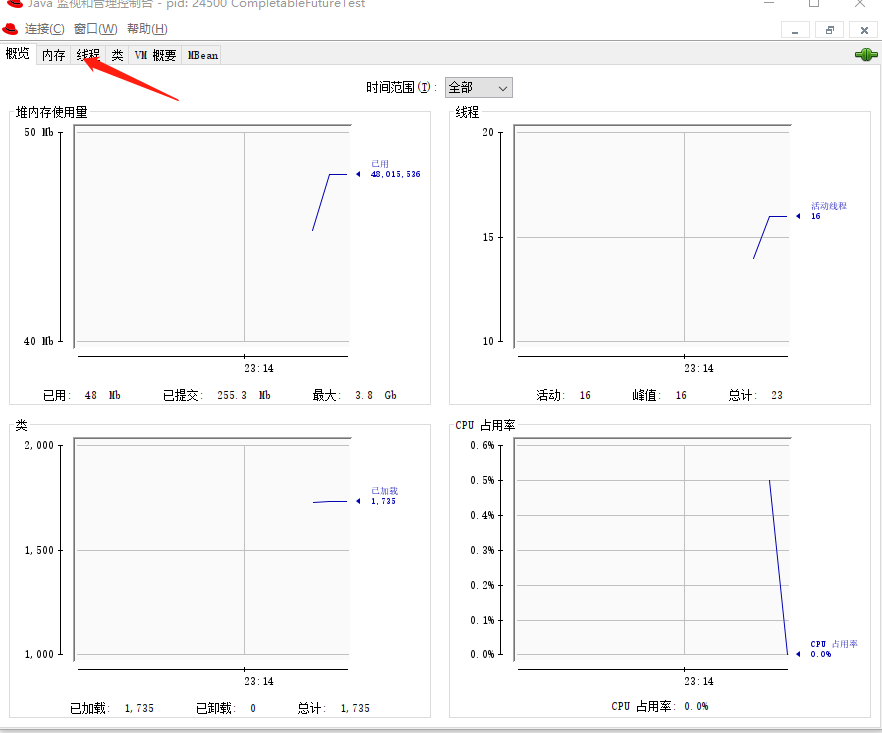 Java 监视和管理控制台 - pid: 24500 CompletableFutureTest
连接(C) 窗口(W) 帮助(H)
概览 内存 线程 类 VM 概要 MBean
时间范围(T): 全部
堆内存使用量
50 Mb
已用
48,015,536
40 Mb
23:14
已用: 48 Mb 已提交: 255.3 Mb 最大: 3.8 Gb
线程
20
活动线程
16
15
10
23:14
活动: 16 峰值: 16 总计: 23
类
2,000
已加载
1,735
1,500
1,000
23:14
已加载: 1,735 已卸载: 0 总计: 1,735
CPU 占用率
0.6%
0.5%
0.4%
0.3%
0.2%
0.1%
CPU 占用率
0.0%
0.0%
23:14
CPU 占用率: 0.0%